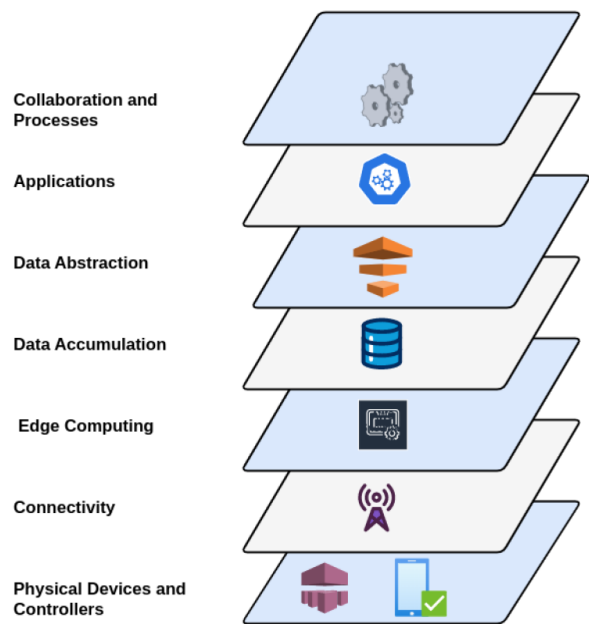 Collaboration and
Processes
Applications
Data Abstraction
Data Accumulation
Edge Computing
Connectivity
Physical Devices and
Controllers